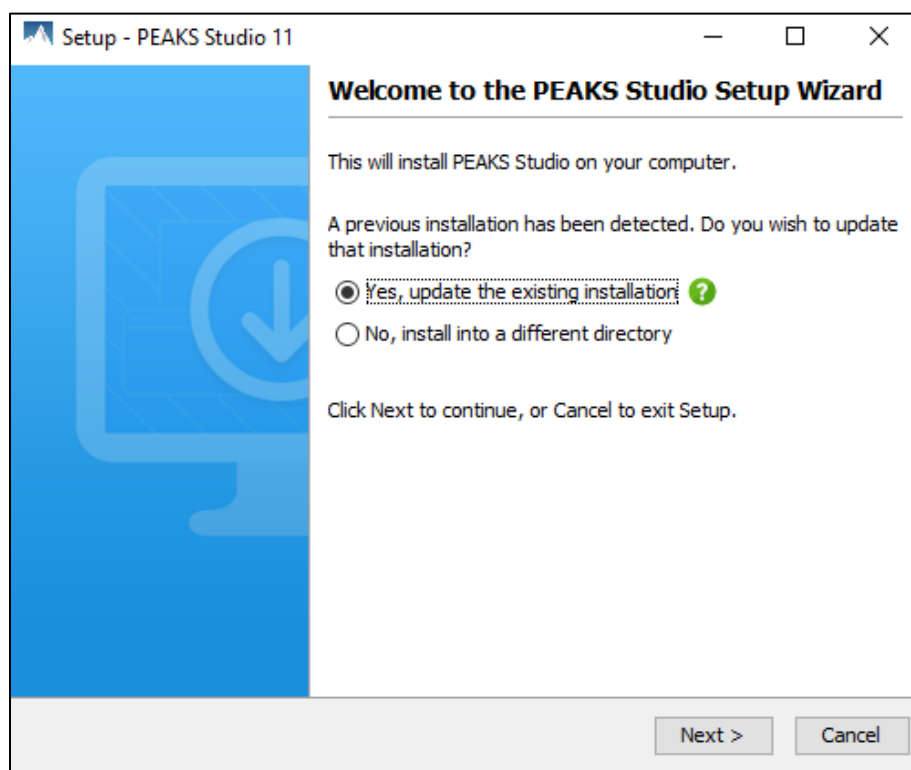 Setup - PEAKS Studio 11
Welcome to the PEAKS Studio Setup Wizard
This will install PEAKS Studio on your computer.
A previous installation has been detected. Do you wish to update
that installation?
Yes, update the existing installation ?
No, install into a different directory
Click Next to continue, or Cancel to exit Setup.
Next > Cancel